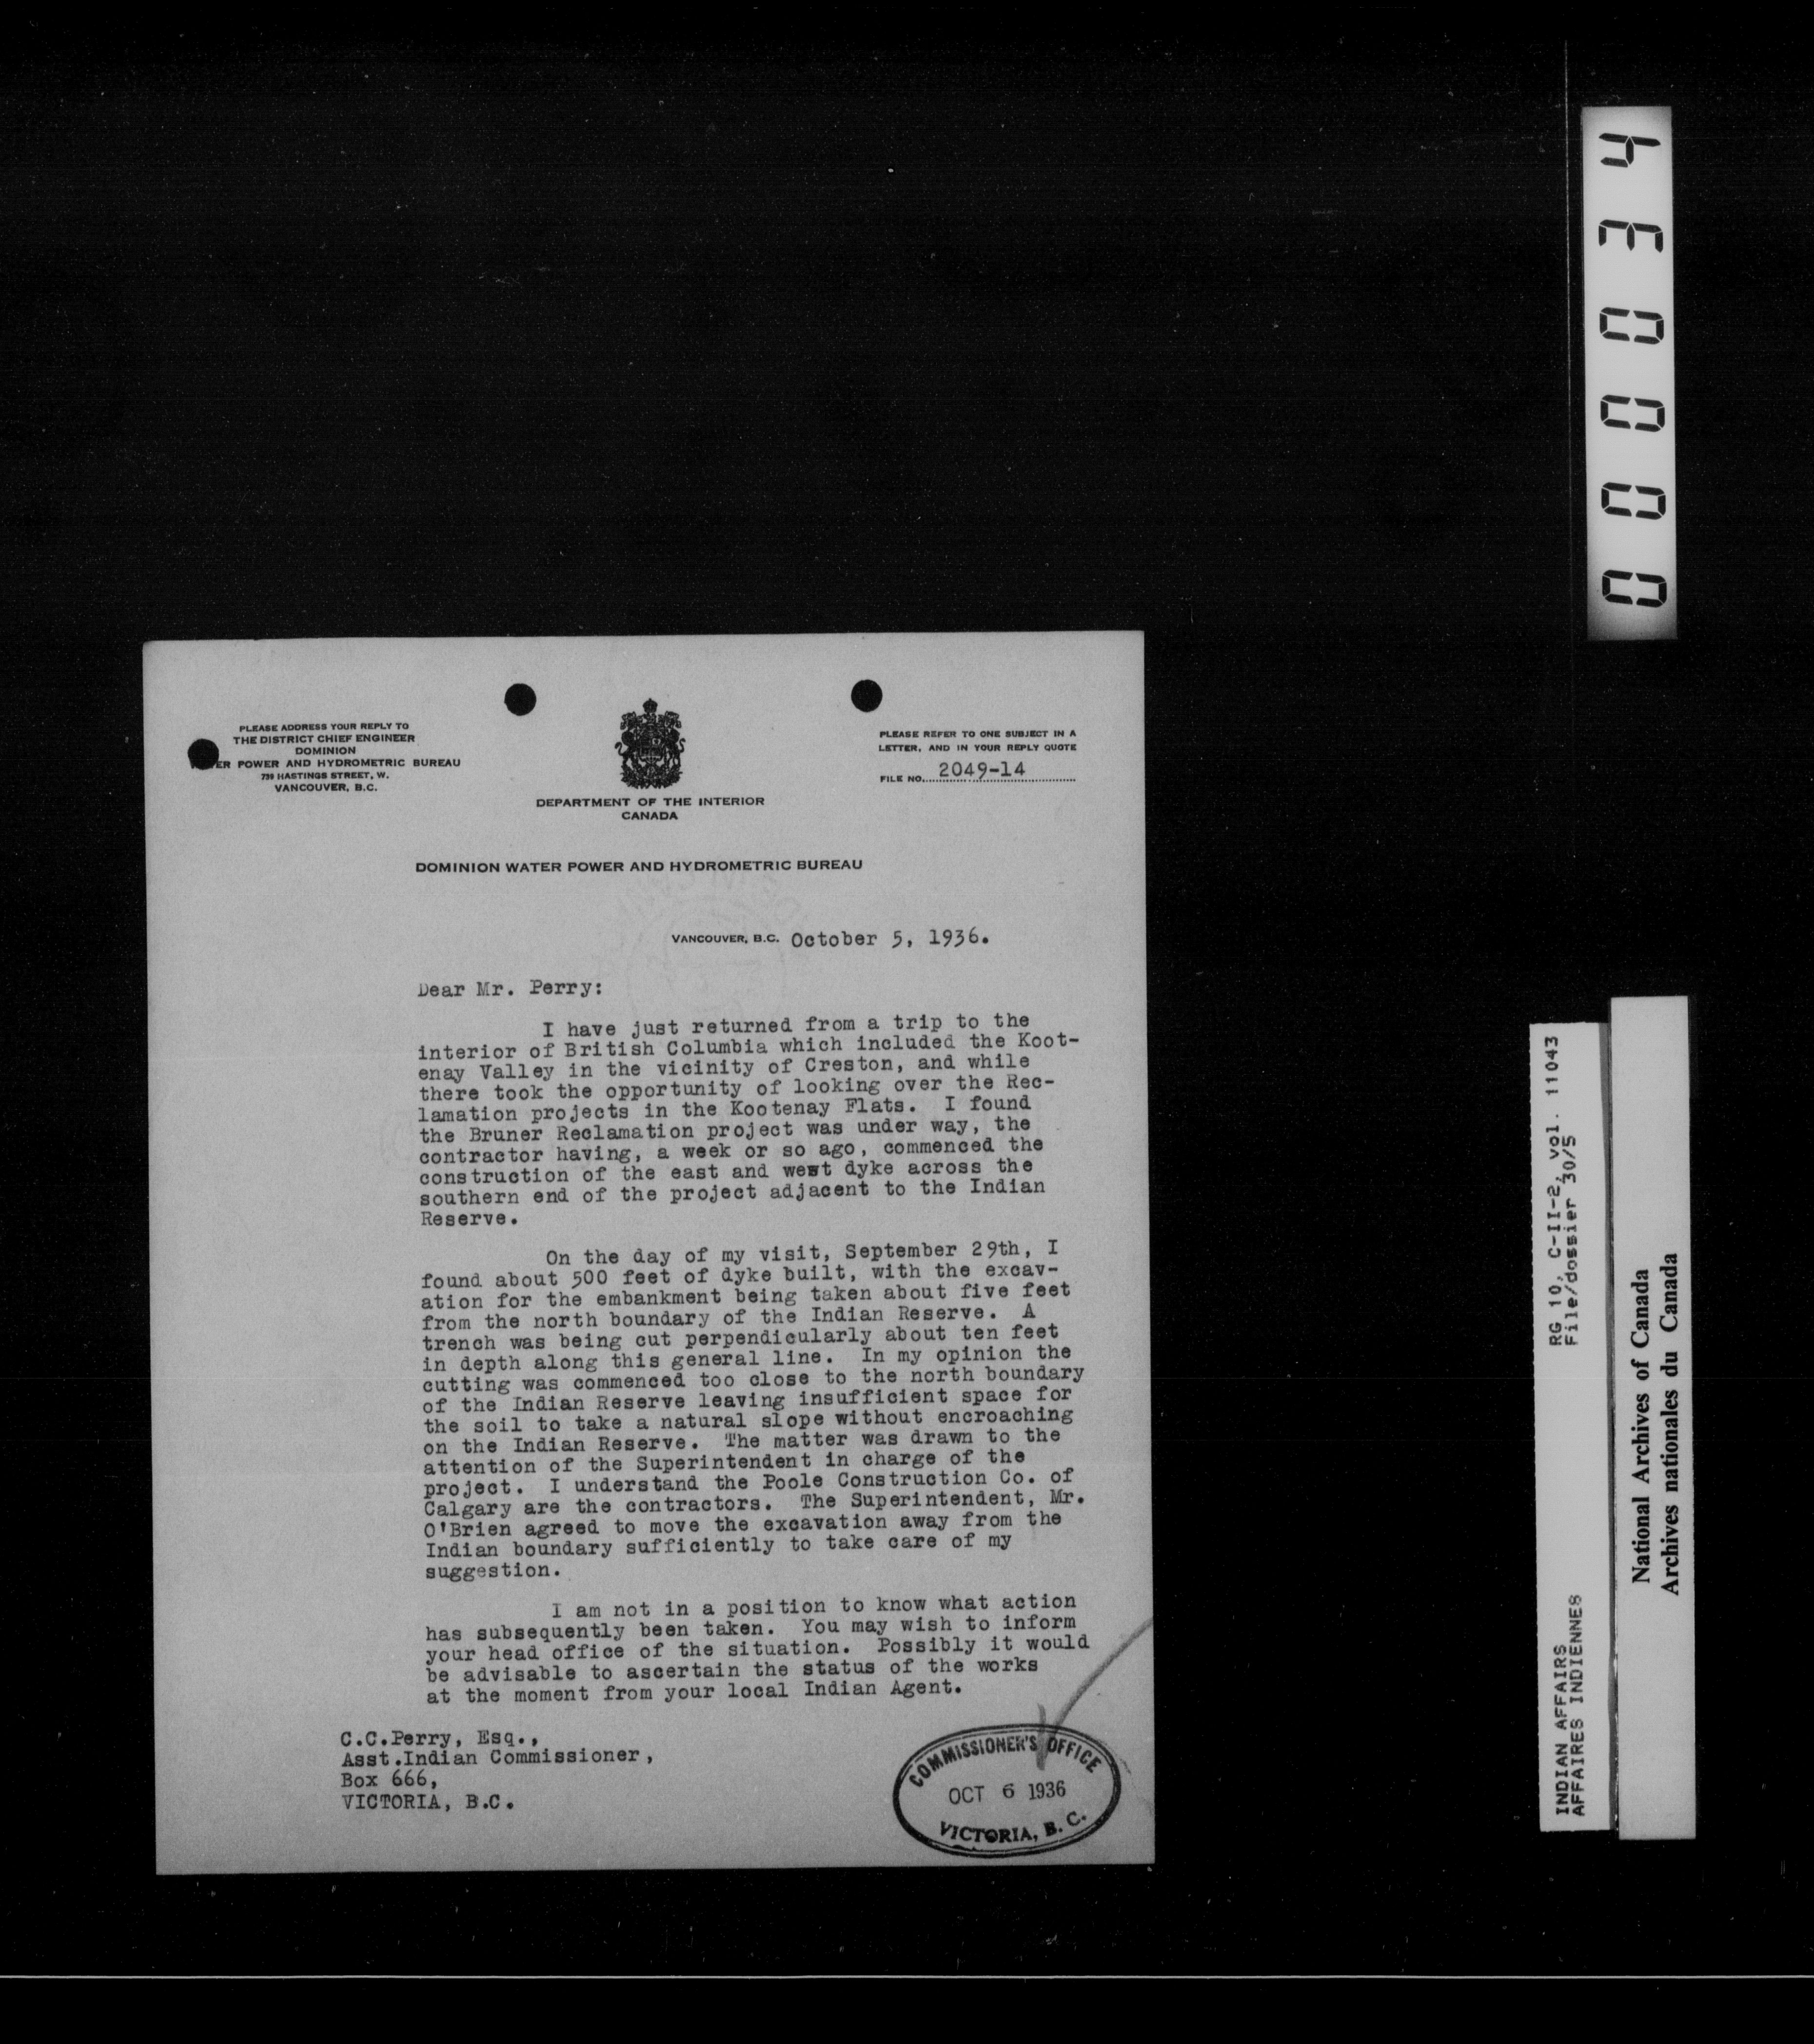 PLEASE ADDRESS YOUR REPLY TO
THE DISTRICT CHIEF ENGINEER
DOMINION
ER POWER AND HYDROMETRIC BUREAU
739 HASTINGS STREET, W.
VANCOUVER, B.C.
DEPARTMENT OF THE INTERIOR
CANADA
PLEASE REFER TO ONE SUBJECT IN A
LETTER, AND IN YOUR REPLY QUOTE
FILE NO. 2049-14
DOMINION WATER POWER AND HYDROMETRIC BUREAU
VANCOUVER, B.C. October 5, 1936.
Dear Mr. Perry:
I have just returned from a trip to the
interior of British Columbia which included the Koot-
enay Valley in the vicinity of Creston, and while
there took the opportunity of looking over the Rec-
lamation projects in the Kootenay Flats. I found
the Bruner Reclamation project was under way, the
contractor having, a week or so ago, commenced the
construction of the east and west dyke across the
southern end of the project adjacent to the Indian
Reserve.
On the day of my visit, September 29th, I
found about 500 feet of dyke built, with the excav-
ation for the embankment being taken about five feet
from the north boundary of the Indian Reserve. A
trench was being cut perpendicularly about ten feet
in depth along this general line. In my opinion the
cutting was commenced too close to the north boundary
of the Indian Reserve leaving insufficient space for
the soil to take a natural slope without encroaching
on the Indian Reserve. The matter was drawn to the
attention of the Superintendent in charge of the
project. I understand the Poole Construction Co. of
Calgary are the contractors. The Superintendent, Mr.
O'Brien agreed to move the excavation away from the
Indian boundary sufficiently to take care of my
suggestion.
I am not in a position to know what action
has subsequently been taken. You may wish to inform
your head office of the situation. Possibly it would
be advisable to ascertain the status of the works
at the moment from your local Indian Agent.
C.C.Perry, Esq.,
Asst.Indian Commissioner,
Box 666,
VICTORIA, B.C.
COMMISSIONER'S OFFICE
OCT 6 1936
VICTORIA, B. C.
000034
INDIAN AFFAIRS RG 10, C-II-2, vol. 11043
AFFAIRES INDIENNES File/dossier 30/5
National Archives of Canada
Archives nationales du Canada